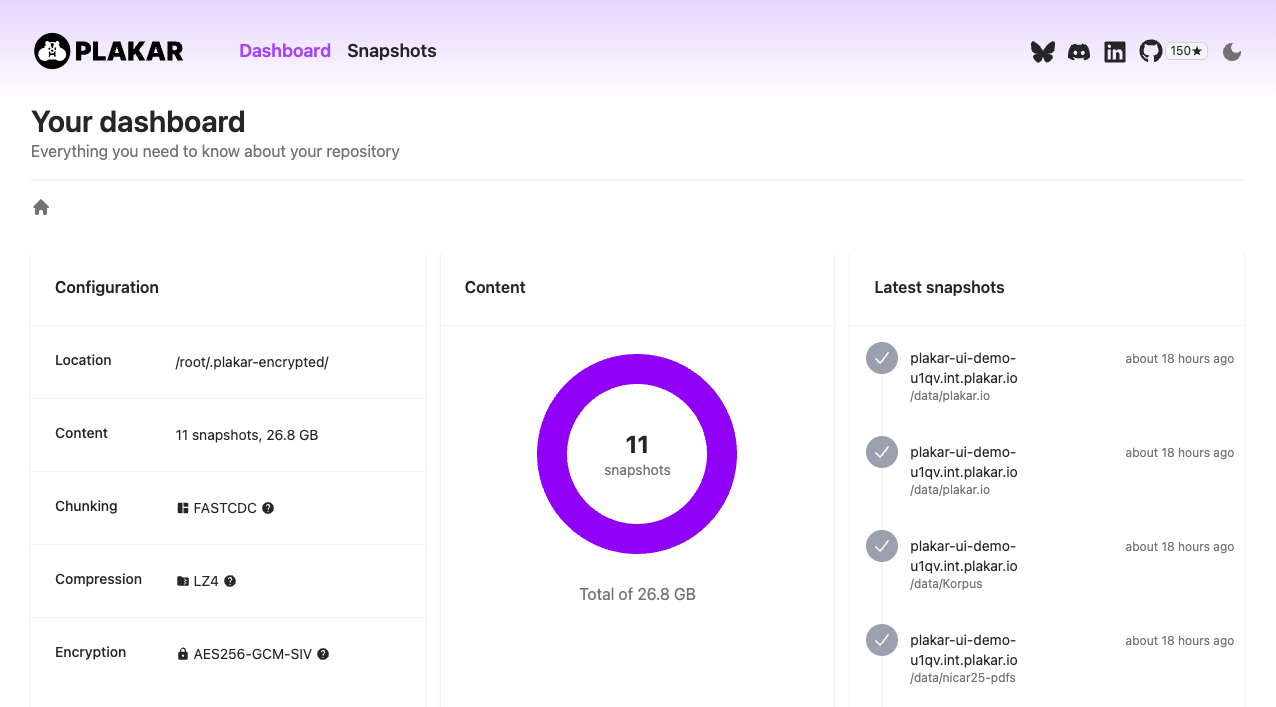 PLAKAR
Dashboard
Snapshots
150★
Your dashboard
Everything you need to know about your repository
Configuration
Location
/root/.plakar-encrypted/
Content
11 snapshots, 26.8 GB
Chunking
FASTCDC
Compression
LZ4
Encryption
AES256-GCM-SIV
Content
11
snapshots
Total of 26.8 GB
Latest snapshots
plakar-ui-demo-
u1qv.int.plakar.io
/data/plakar.io
about 18 hours ago
plakar-ui-demo-
u1qv.int.plakar.io
/data/plakar.io
about 18 hours ago
plakar-ui-demo-
u1qv.int.plakar.io
/data/Korpus
about 18 hours ago
plakar-ui-demo-
u1qv.int.plakar.io
/data/nicar25-pdfs
about 18 hours ago